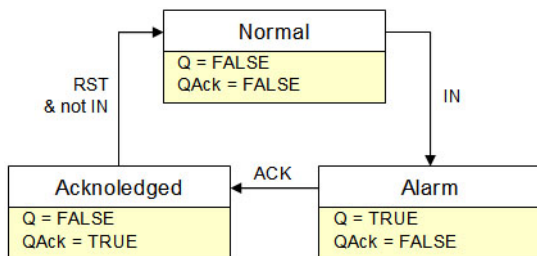 Normal
Q = FALSE
QAck = FALSE
RST
& not IN
IN
ACK
Acknoledged
Q = FALSE
QAck = TRUE
Alarm
Q = TRUE
QAck = FALSE